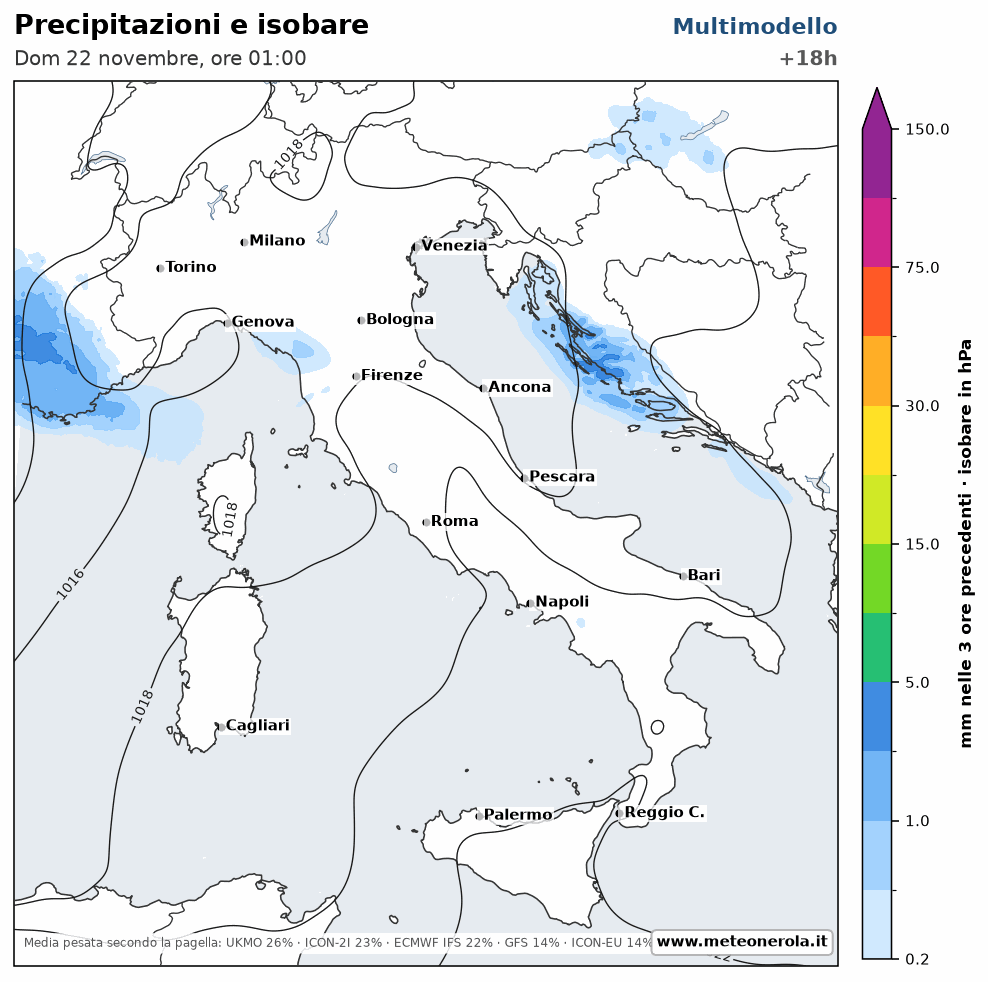 Precipitazioni e isobare
Multimodello
Dom 22 novembre, ore 01:00
+18h
1018
Milano
Venezia
Torino
Genova
Bologna
Firenze
Ancona
Pescara
1018
Roma
1016
Bari
Napoli
1018
Cagliari
Palermo
Reggio C.
Media pesata secondo la pagella: UKMO 26% · ICON-2I 23% · ECMWF IFS 22% · GFS 14% · ICON-EU 14%
www.meteonerola.it
150.0
75.0
30.0
15.0
5.0
1.0
0.2
mm nelle 3 ore precedenti · isobare in hPa